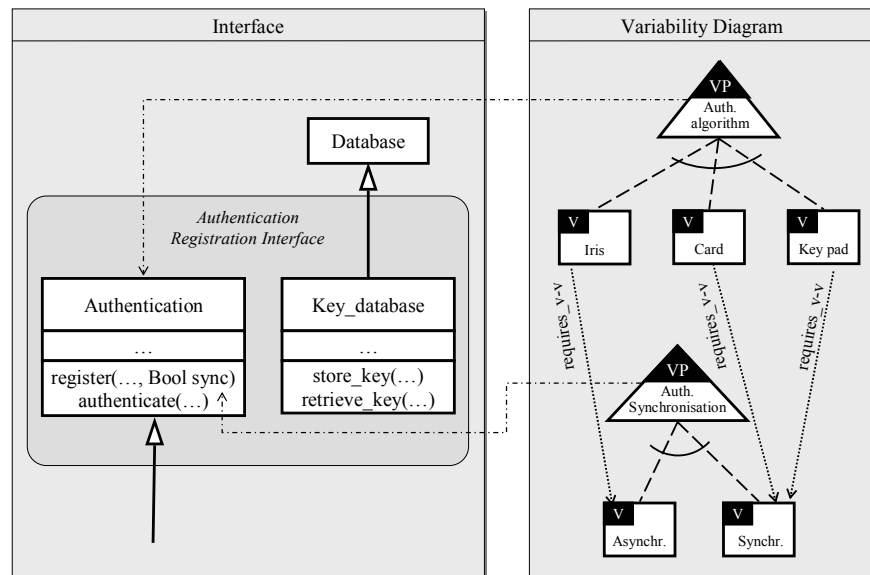 Interface
Database
Authentication
Registration Interface
Authentication
…
register(…, Bool sync)
authenticate(…)
Key_database
…
store_key(…)
retrieve_key(…)
Variability Diagram
VP
Auth.
algorithm
V
Iris
V
Card
V
Key pad
requires_v-v
requires_v-v
requires_v-v
VP
Auth.
Synchronisation
V
Asynchr.
V
Synchr.